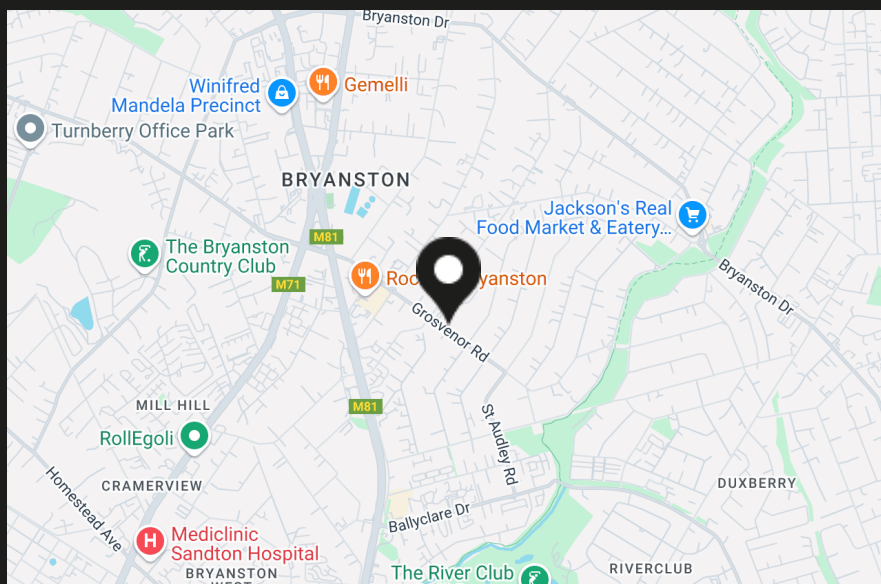 Bryanston Dr
Winifred
Mandela Precinct
Gemelli
Turnberry Office Park
BRYANSTON
Jackson's Real
Food Market & Eatery...
M81
The Bryanston
Country Club
M71
Bryanston Dr
Grosvenor Rd
M81
MILL HILL
RollEgoli
St Audley Rd
Homestead Ave
CRAMERVIEW
DUXBERRY
Ballyclare Dr
H
Mediclinic
Sandton Hospital
BRYANSTON
WEST
The River Club
RIVERCLUB